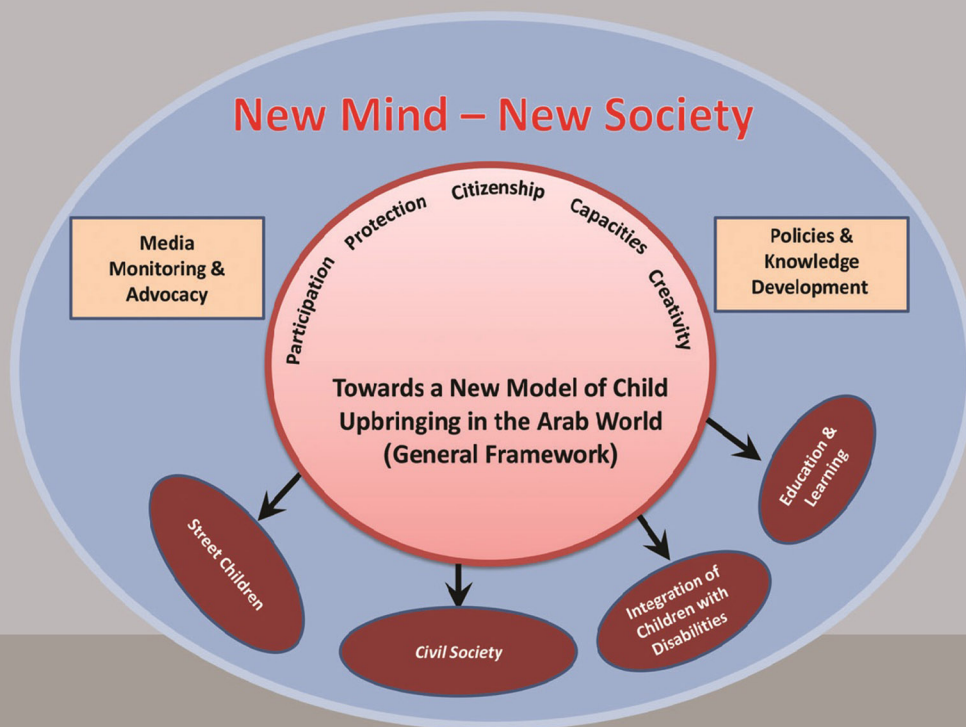 New Mind – New Society
Media
Monitoring &
Advocacy
Policies &
Knowledge
Development
Participation
Protection
Citizenship
Capacities
Creativity
Towards a New Model of Child
Upbringing in the Arab World
(General Framework)
Street Children
Civil Society
Integration of
Children with
Disabilities
Education &
Learning